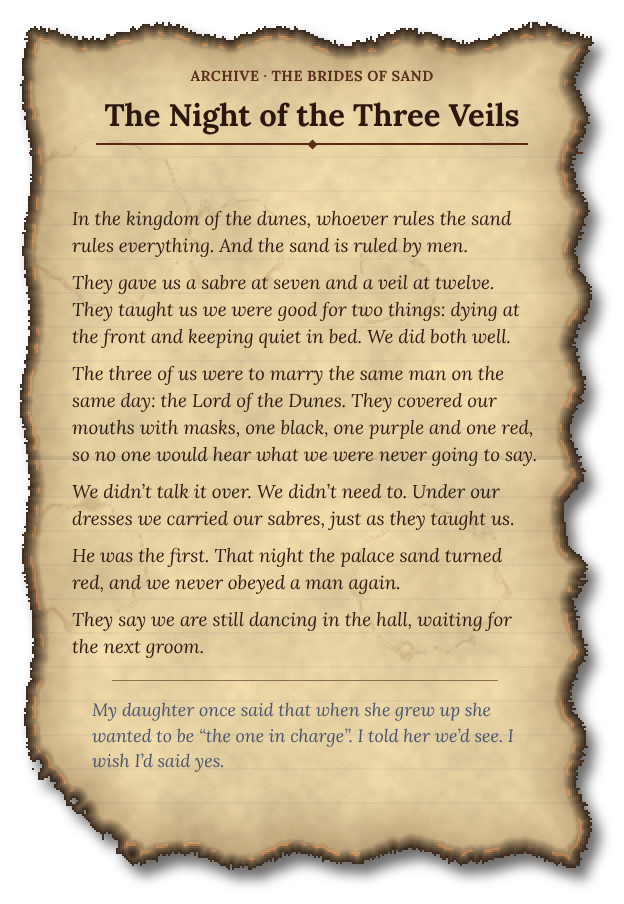 ARCHIVE · THE BRIDES OF SAND
The Night of the Three Veils
In the kingdom of the dunes, whoever rules the sand
rules everything. And the sand is ruled by men.
They gave us a sabre at seven and a veil at twelve.
They taught us we were good for two things: dying at
the front and keeping quiet in bed. We did both well.
The three of us were to marry the same man on the
same day: the Lord of the Dunes. They covered our
mouths with masks, one black, one purple and one red,
so no one would hear what we were never going to say.
We didn’t talk it over. We didn’t need to. Under our
dresses we carried our sabres, just as they taught us.
He was the first. That night the palace sand turned
red, and we never obeyed a man again.
They say we are still dancing in the hall, waiting for
the next groom.
My daughter once said that when she grew up she
wanted to be “the one in charge”. I told her we’d see. I
wish I’d said yes.